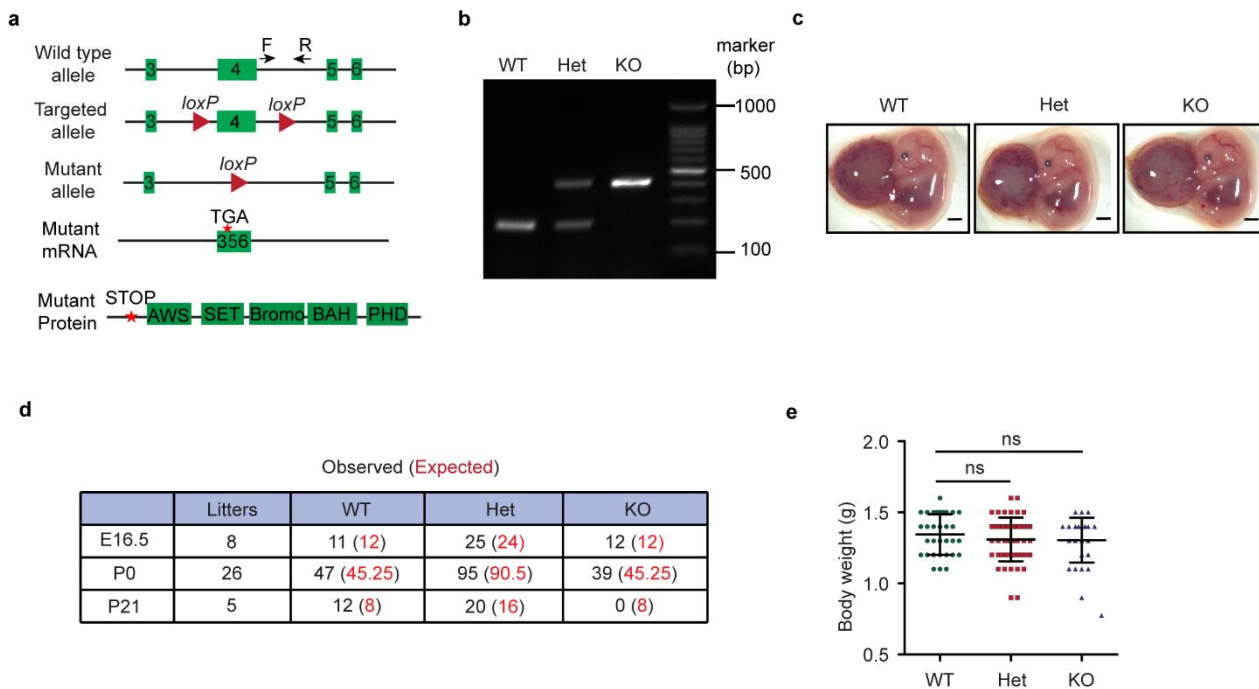 a
F R
Wild type
allele
3 4 5 6
loxP loxP
Targeted
allele
3 4 5 6
loxP
Mutant
allele
3 5 6
TGA
Mutant
mRNA
356
STOP
Mutant
Protein
AWS SET Bromo BAH PHD
b
marker
(bp)
WT Het KO
1000
500
100
c
WT Het KO
d
Observed (Expected)
Litters WT Het KO
E16.5 8 11 (12) 25 (24) 12 (12)
P0 26 47 (45.25) 95 (90.5) 39 (45.25)
P21 5 12 (8) 20 (16) 0 (8)
e
ns
ns
Body weight (g)
2.0
1.5
1.0
0.5
WT Het KO